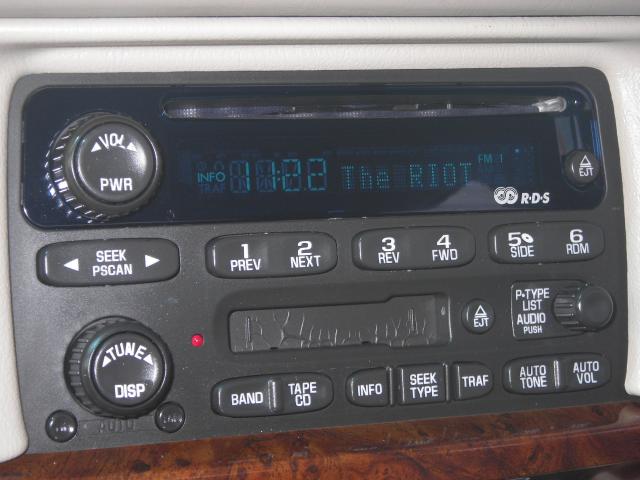 VOL
PWR
INFO
TRAF
11:22
The RIOT
FM 1
EJT
R·D·S
SEEK
PSCAN
1
PREV
2
NEXT
3
REV
4
FWD
5
SIDE
6
RDM
TUNE
DISP
EJT
P-TYPE
LIST
AUDIO
PUSH
BAND
TAPE
CD
INFO
SEEK
TYPE
TRAF
AUTO
TONE
AUTO
VOL
AUTO